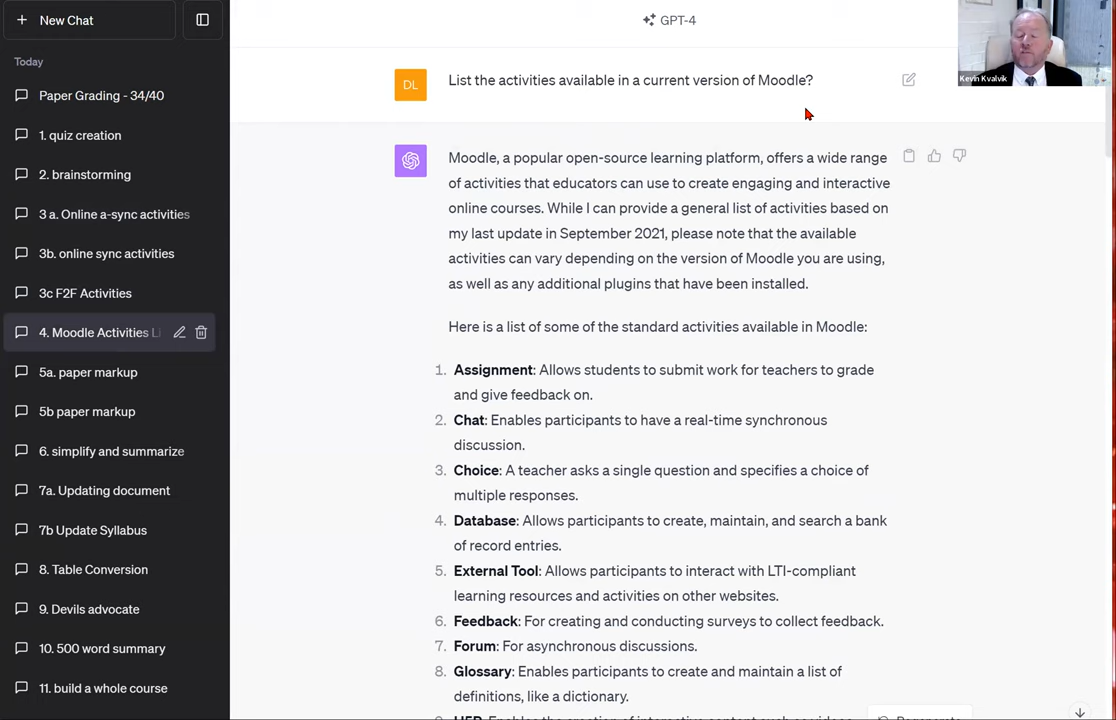 New Chat
Today
Paper Grading - 34/40
1. quiz creation
2. brainstorming
3 a. Online a-sync activities
3b. online sync activities
3c F2F Activities
4. Moodle Activities Li
5a. paper markup
5b paper markup
6. simplify and summarize
7a. Updating document
7b Update Syllabus
8. Table Conversion
9. Devils advocate
10. 500 word summary
11. build a whole course
GPT-4
Kevin Kvalvik
DL
List the activities available in a current version of Moodle?
Moodle, a popular open-source learning platform, offers a wide range
of activities that educators can use to create engaging and interactive
online courses. While I can provide a general list of activities based on
my last update in September 2021, please note that the available
activities can vary depending on the version of Moodle you are using,
as well as any additional plugins that have been installed.
Here is a list of some of the standard activities available in Moodle:
1. Assignment: Allows students to submit work for teachers to grade
and give feedback on.
2. Chat: Enables participants to have a real-time synchronous
discussion.
3. Choice: A teacher asks a single question and specifies a choice of
multiple responses.
4. Database: Allows participants to create, maintain, and search a bank
of record entries.
5. External Tool: Allows participants to interact with LTI-compliant
learning resources and activities on other websites.
6. Feedback: For creating and conducting surveys to collect feedback.
7. Forum: For asynchronous discussions.
8. Glossary: Enables participants to create and maintain a list of
definitions, like a dictionary.